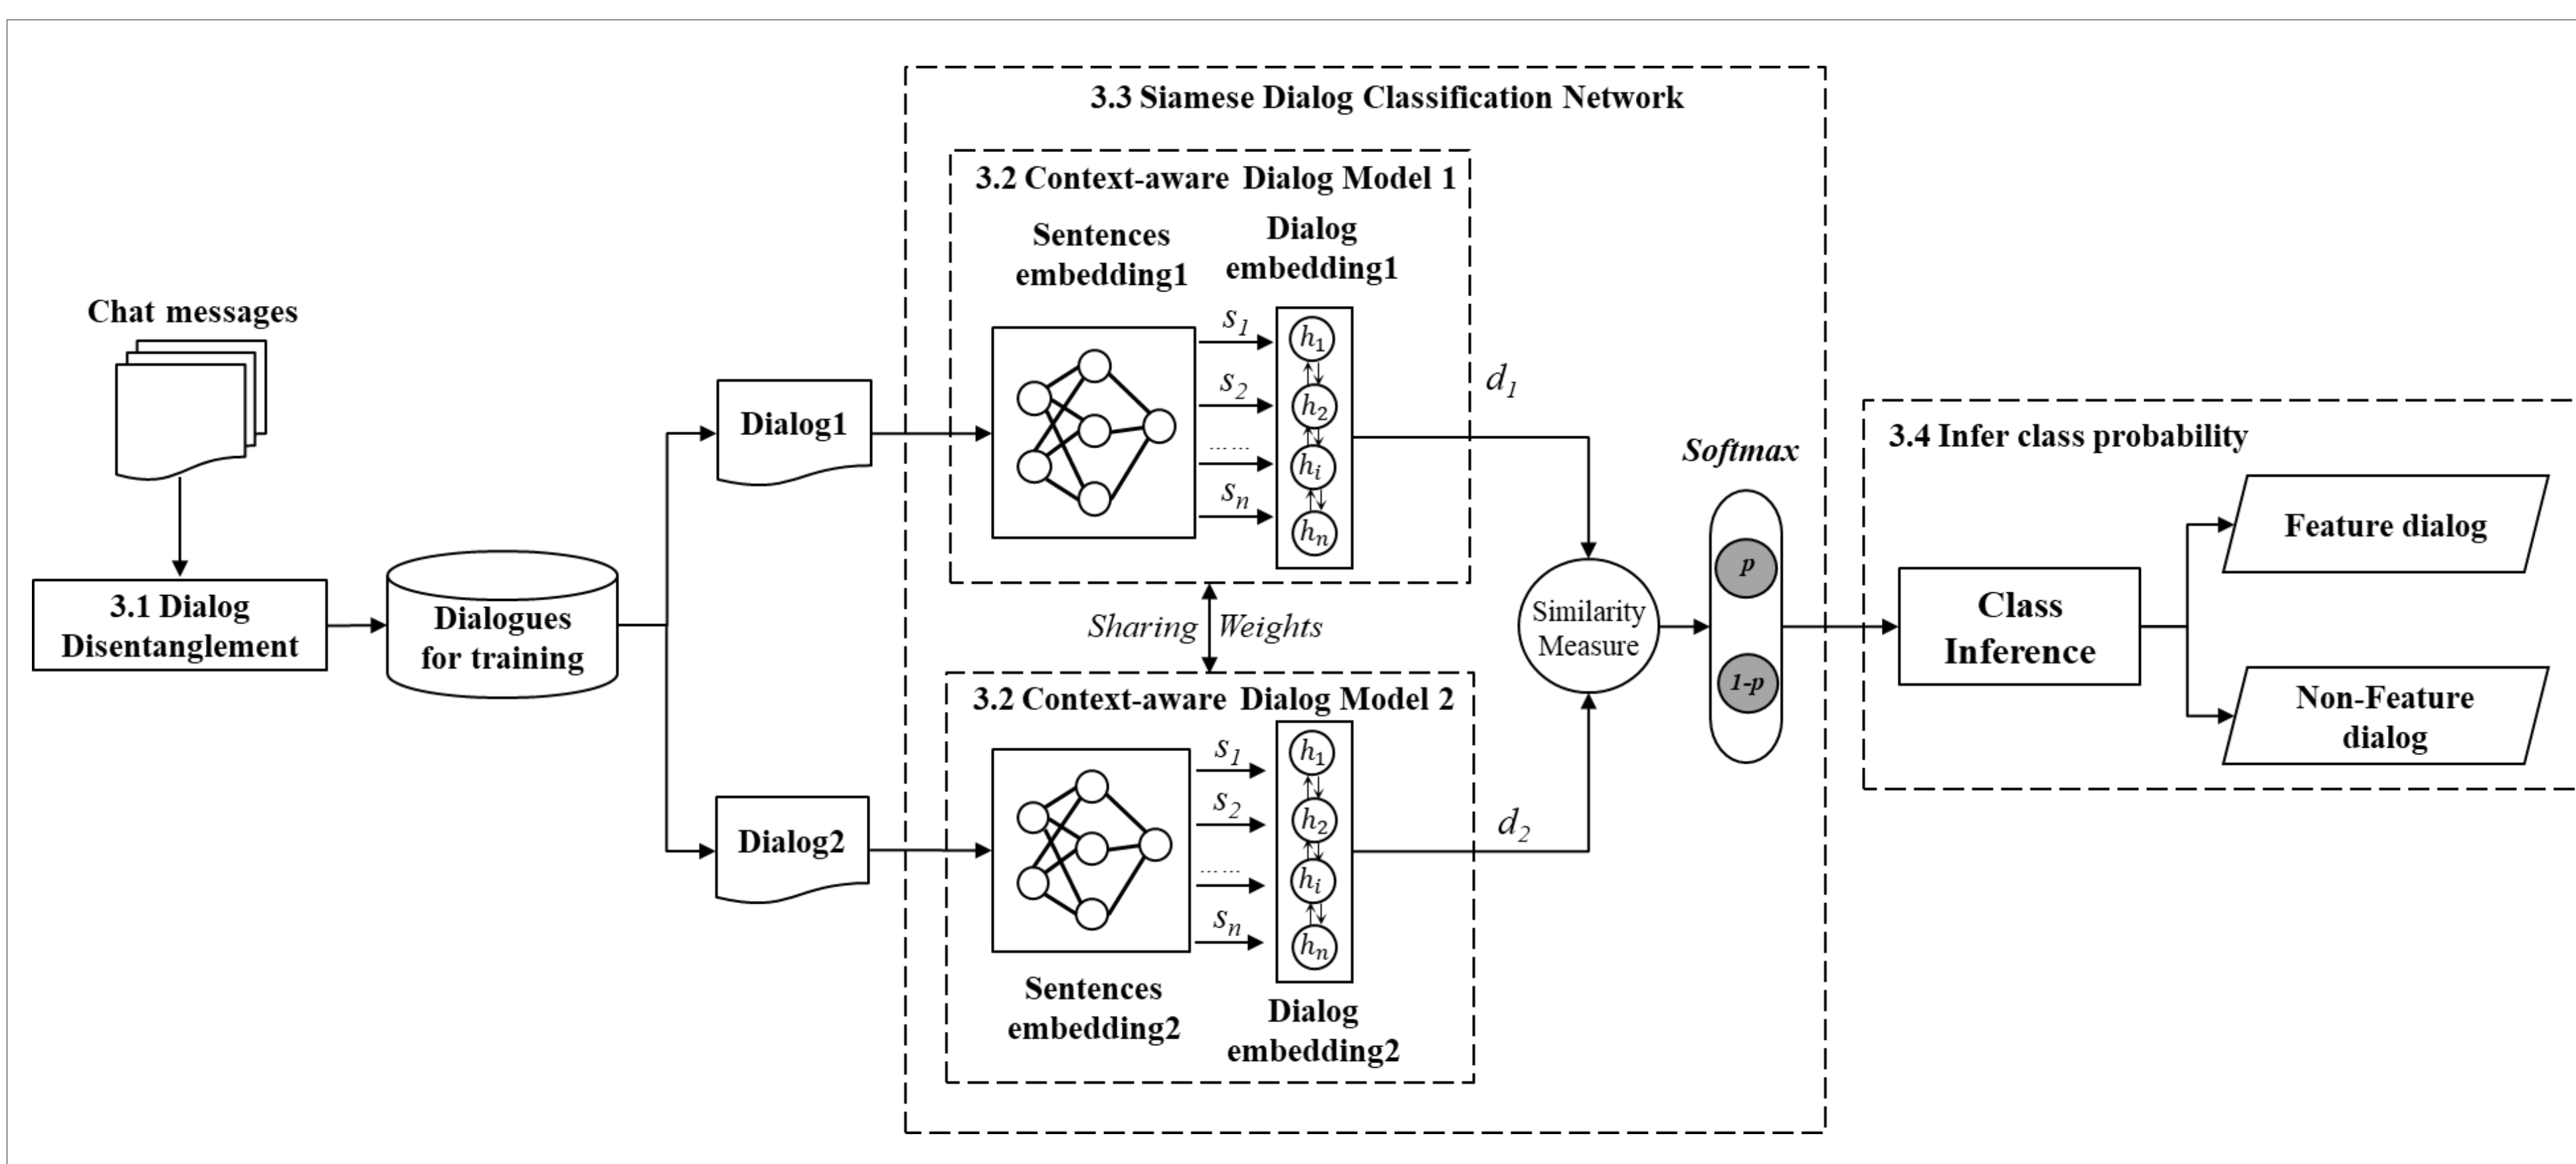 3.3 Siamese Dialog Classification Network
3.2 Context-aware Dialog Model 1
Sentences
embedding1
Dialog
embedding1
Chat messages
3.1 Dialog
Disentanglement
Dialogues
for training
Dialog1
s1
s2
......
sn
h1
h2
hi
hn
d1
Sharing Weights
Similarity
Measure
Softmax
p
1-p
3.4 Infer class probability
Class
Inference
Feature dialog
Non-Feature
dialog
Dialog2
3.2 Context-aware Dialog Model 2
s1
s2
......
sn
h1
h2
hi
hn
d2
Sentences
embedding2
Dialog
embedding2